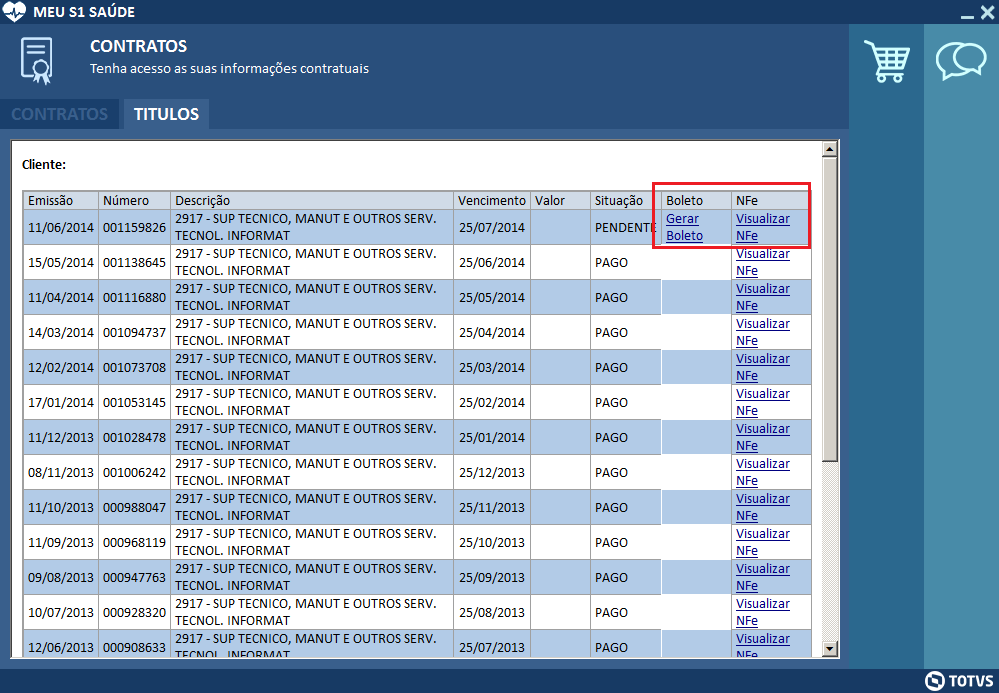 MEU S1 SAÚDE
CONTRATOS
Tenha acesso as suas informações contratuais
CONTRATOS TITULOS
Cliente:
Emissão Número Descrição Vencimento Valor Situação Boleto NFe
11/06/2014 001159826 2917 - SUP TECNICO, MANUT E OUTROS SERV. TECNOL. INFORMAT 25/07/2014 PENDENTE Gerar Boleto Visualizar NFe
15/05/2014 001138645 2917 - SUP TECNICO, MANUT E OUTROS SERV. TECNOL. INFORMAT 25/06/2014 PAGO Visualizar NFe
11/04/2014 001116880 2917 - SUP TECNICO, MANUT E OUTROS SERV. TECNOL. INFORMAT 25/05/2014 PAGO Visualizar NFe
14/03/2014 001094737 2917 - SUP TECNICO, MANUT E OUTROS SERV. TECNOL. INFORMAT 25/04/2014 PAGO Visualizar NFe
12/02/2014 001073708 2917 - SUP TECNICO, MANUT E OUTROS SERV. TECNOL. INFORMAT 25/03/2014 PAGO Visualizar NFe
17/01/2014 001053145 2917 - SUP TECNICO, MANUT E OUTROS SERV. TECNOL. INFORMAT 25/02/2014 PAGO Visualizar NFe
11/12/2013 001028478 2917 - SUP TECNICO, MANUT E OUTROS SERV. TECNOL. INFORMAT 25/01/2014 PAGO Visualizar NFe
08/11/2013 001006242 2917 - SUP TECNICO, MANUT E OUTROS SERV. TECNOL. INFORMAT 25/12/2013 PAGO Visualizar NFe
11/10/2013 000988047 2917 - SUP TECNICO, MANUT E OUTROS SERV. TECNOL. INFORMAT 25/11/2013 PAGO Visualizar NFe
11/09/2013 000968119 2917 - SUP TECNICO, MANUT E OUTROS SERV. TECNOL. INFORMAT 25/10/2013 PAGO Visualizar NFe
09/08/2013 000947763 2917 - SUP TECNICO, MANUT E OUTROS SERV. TECNOL. INFORMAT 25/09/2013 PAGO Visualizar NFe
10/07/2013 000928320 2917 - SUP TECNICO, MANUT E OUTROS SERV. TECNOL. INFORMAT 25/08/2013 PAGO Visualizar NFe
12/06/2013 000908633 2917 - SUP TECNICO, MANUT E OUTROS SERV. TECNOL. INFORMAT 25/07/2013 PAGO Visualizar NFe
TOTVS